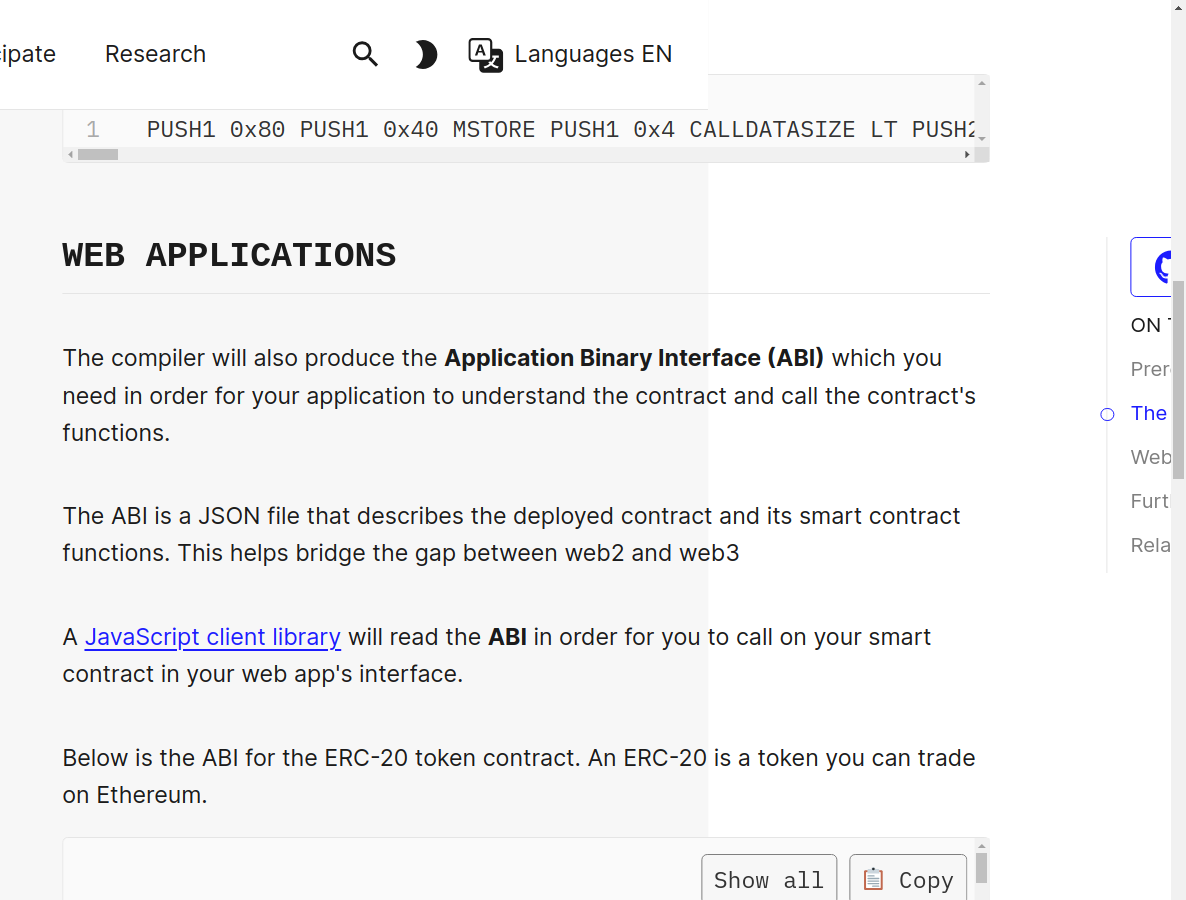 cipate Research Languages EN
1 PUSH1 0x80 PUSH1 0x40 MSTORE PUSH1 0x4 CALLDATASIZE LT PUSH2
WEB APPLICATIONS
The compiler will also produce the Application Binary Interface (ABI) which you
need in order for your application to understand the contract and call the contract's
functions.
The ABI is a JSON file that describes the deployed contract and its smart contract
functions. This helps bridge the gap between web2 and web3
A JavaScript client library will read the ABI in order for you to call on your smart
contract in your web app's interface.
Below is the ABI for the ERC-20 token contract. An ERC-20 is a token you can trade
on Ethereum.
Show all Copy
ON
Prer
The
Web
Furt
Rela